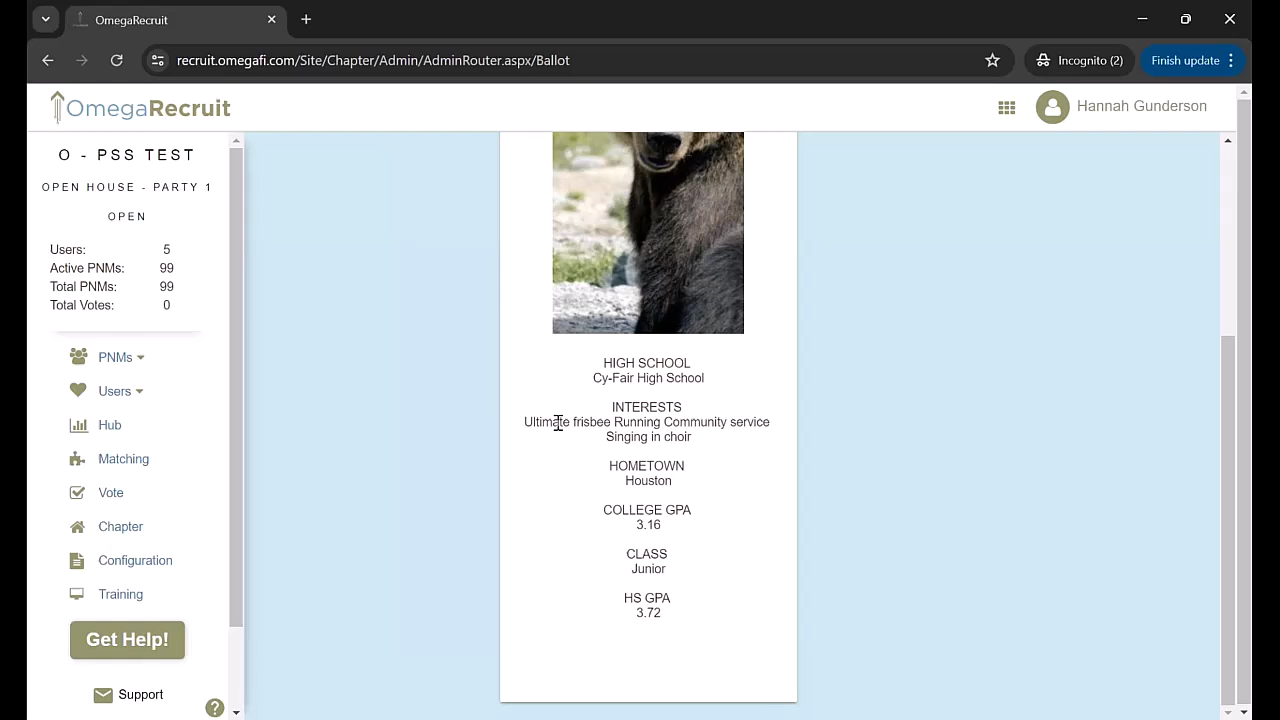 OmegaRecruit
recruit.omegafi.com/Site/Chapter/Admin/AdminRouter.aspx/Ballot
Incognito (2)
Finish update
OmegaRecruit
Hannah Gunderson
O - PSS TEST
OPEN HOUSE - PARTY 1
OPEN
Users: 5
Active PNMs: 99
Total PNMs: 99
Total Votes: 0
PNMs
Users
Hub
Matching
Vote
Chapter
Configuration
Training
Get Help!
Support
?
HIGH SCHOOL
Cy-Fair High School
INTERESTS
Ultimate frisbee Running Community service
Singing in choir
HOMETOWN
Houston
COLLEGE GPA
3.16
CLASS
Junior
HS GPA
3.72